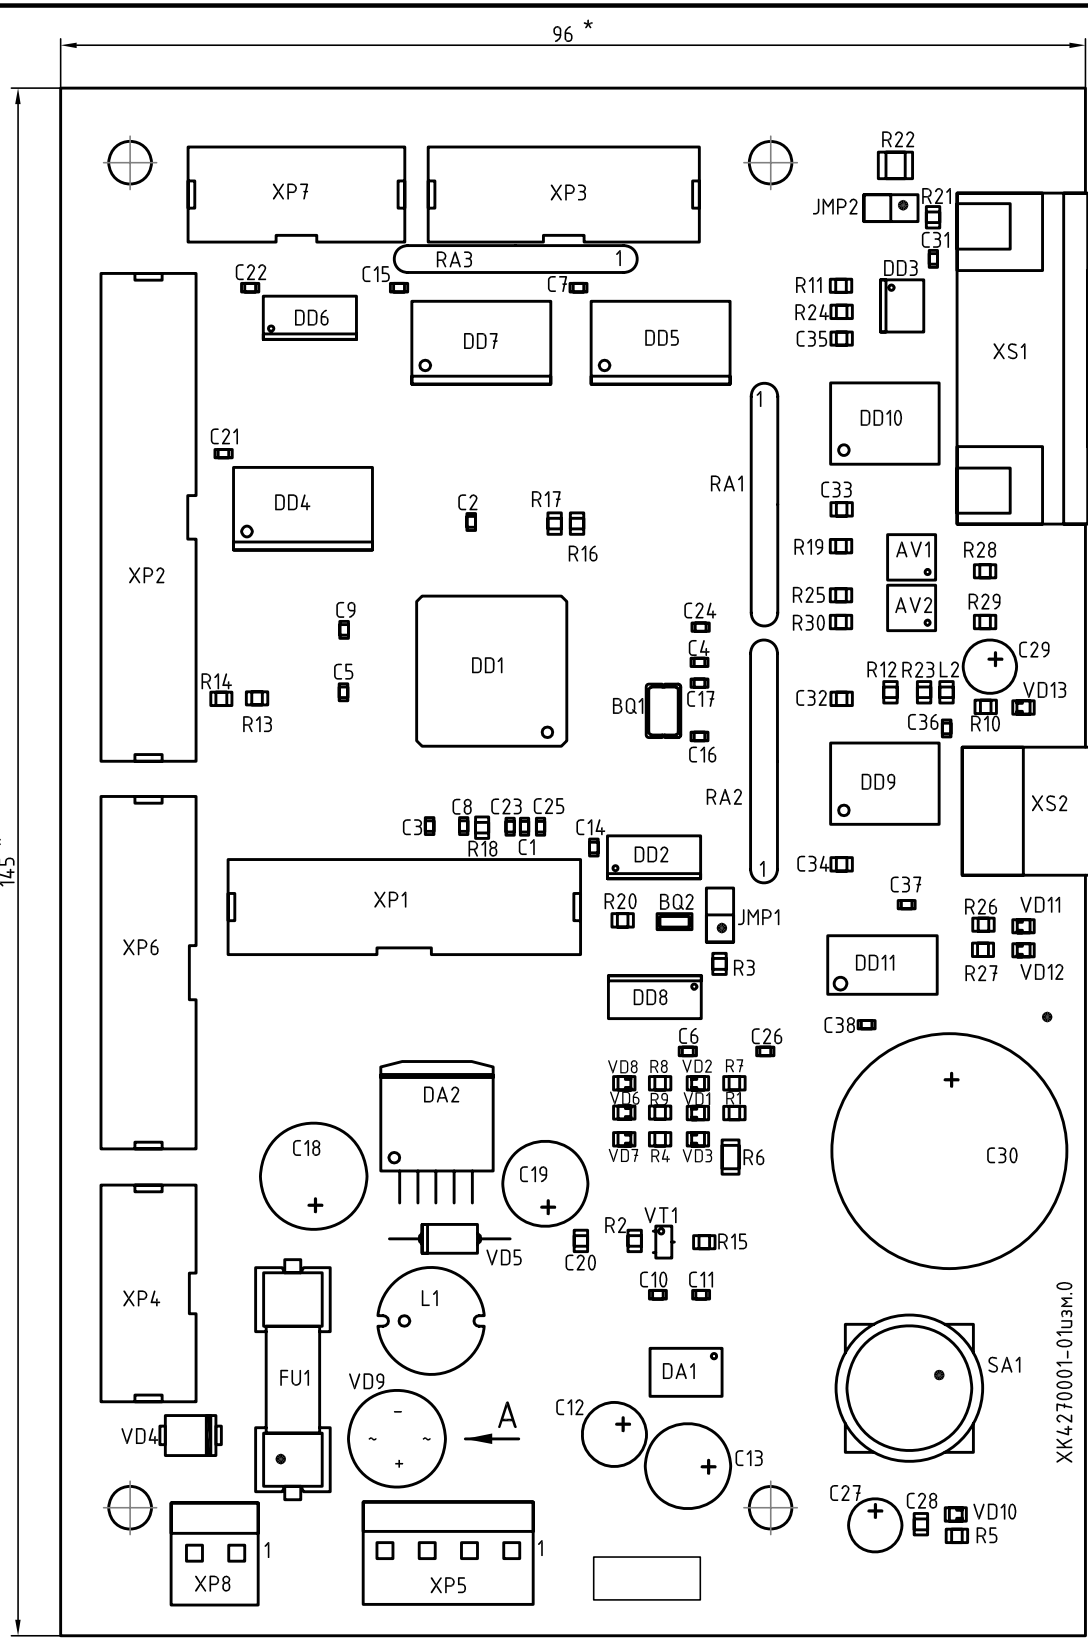 96 *
145 *
R22
XP7
XP3
JMP2
R21
C31
RA3
1
DD3
C22
C15
C7
R11
DD6
R24
DD7
DD5
C35
XS1
1
DD10
C21
RA1
C33
DD4
C2
R17
R16
R19
AV1
R28
XP2
R25
AV2
R29
C9
C24
R30
C4
C29
DD1
C5
R14
R12
R23
L2
VD13
R13
BQ1
C17
C32
R10
C36
C16
DD9
RA2
XS2
C3
C8
C23
C25
R18
C1
C14
DD2
1
C34
XP1
R20
BQ2
JMP1
C37
R26
VD11
XP6
R3
DD11
R27
VD12
DD8
C38
C6
C26
VD8
R8
VD2
R7
DA2
VD6
R9
VD1
R1
C18
VD7
R4
VD3
R6
C30
C19
R2
VT1
R15
VD5
C20
C10
C11
XP4
L1
FU1
VD9
DA1
SA1
XK4270001-01изм.0
-
~
~
+
A
VD4
C12
C13
C27
C28
VD10
R5
1
1
XP8
XP5